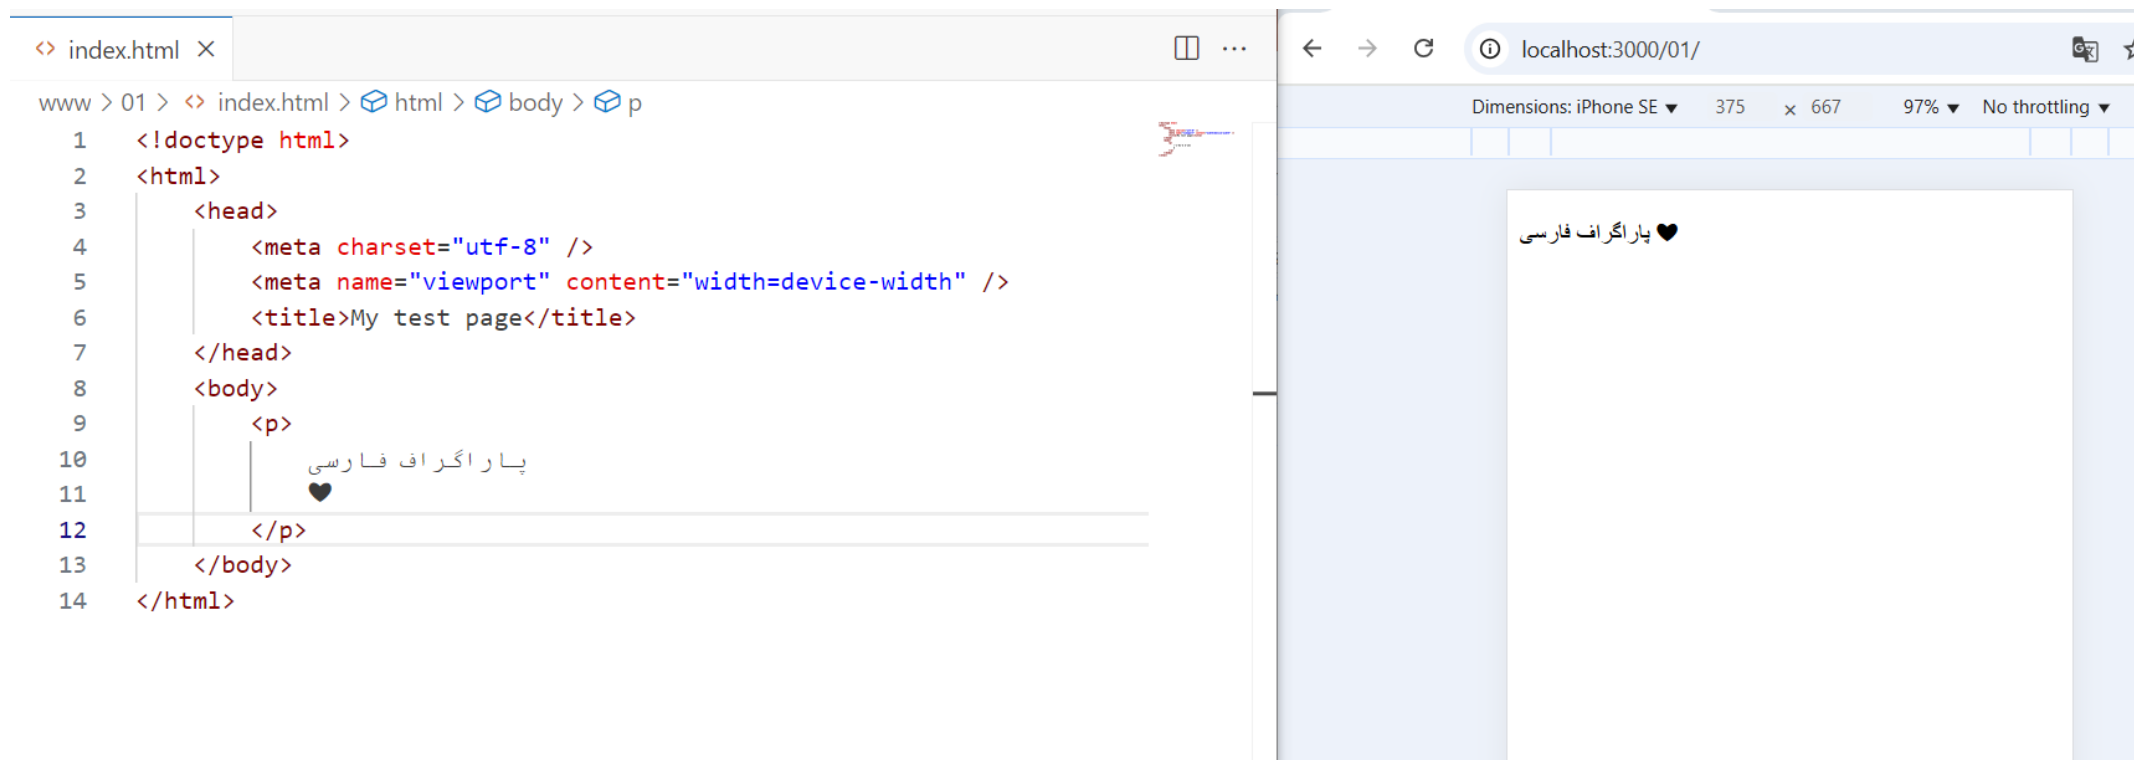 index.html
www > 01 > index.html > html > body > p
1 <!doctype html>
2 <html>
3 <head>
4 <meta charset="utf-8" />
5 <meta name="viewport" content="width=device-width" />
6 <title>My test page</title>
7 </head>
8 <body>
9 <p>
10 پاراگراف فارسی
11 🖤
12 </p>
13 </body>
14 </html>
localhost:3000/01/
Dimensions: iPhone SE ▼ 375 × 667 97% ▼ No throttling ▼
پاراگراف فارسی 🖤